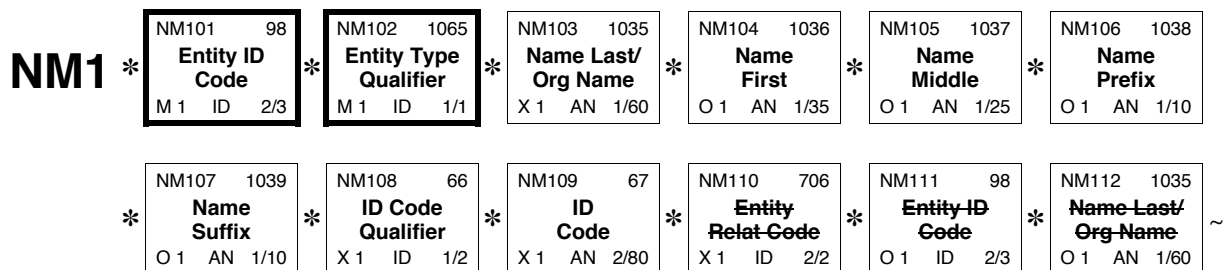 NM101 98 NM102 1065 NM103 1035 NM104 1036 NM105 1037 NM106 1038
NM1 * Entity ID Code * Entity Type Qualifier * Name Last/ Org Name * Name First * Name Middle * Name Prefix
M 1 ID 2/3 M 1 ID 1/1 X 1 AN 1/60 O 1 AN 1/35 O 1 AN 1/25 O 1 AN 1/10
NM107 1039 NM108 66 NM109 67 NM110 706 NM111 98 NM112 1035
* Name Suffix * ID Code Qualifier * ID Code * Entity Relat Code * Entity ID Code * Name Last/ Org Name ~
O 1 AN 1/10 X 1 ID 1/2 X 1 AN 2/80 X 1 ID 2/2 O 1 ID 2/3 O 1 AN 1/60